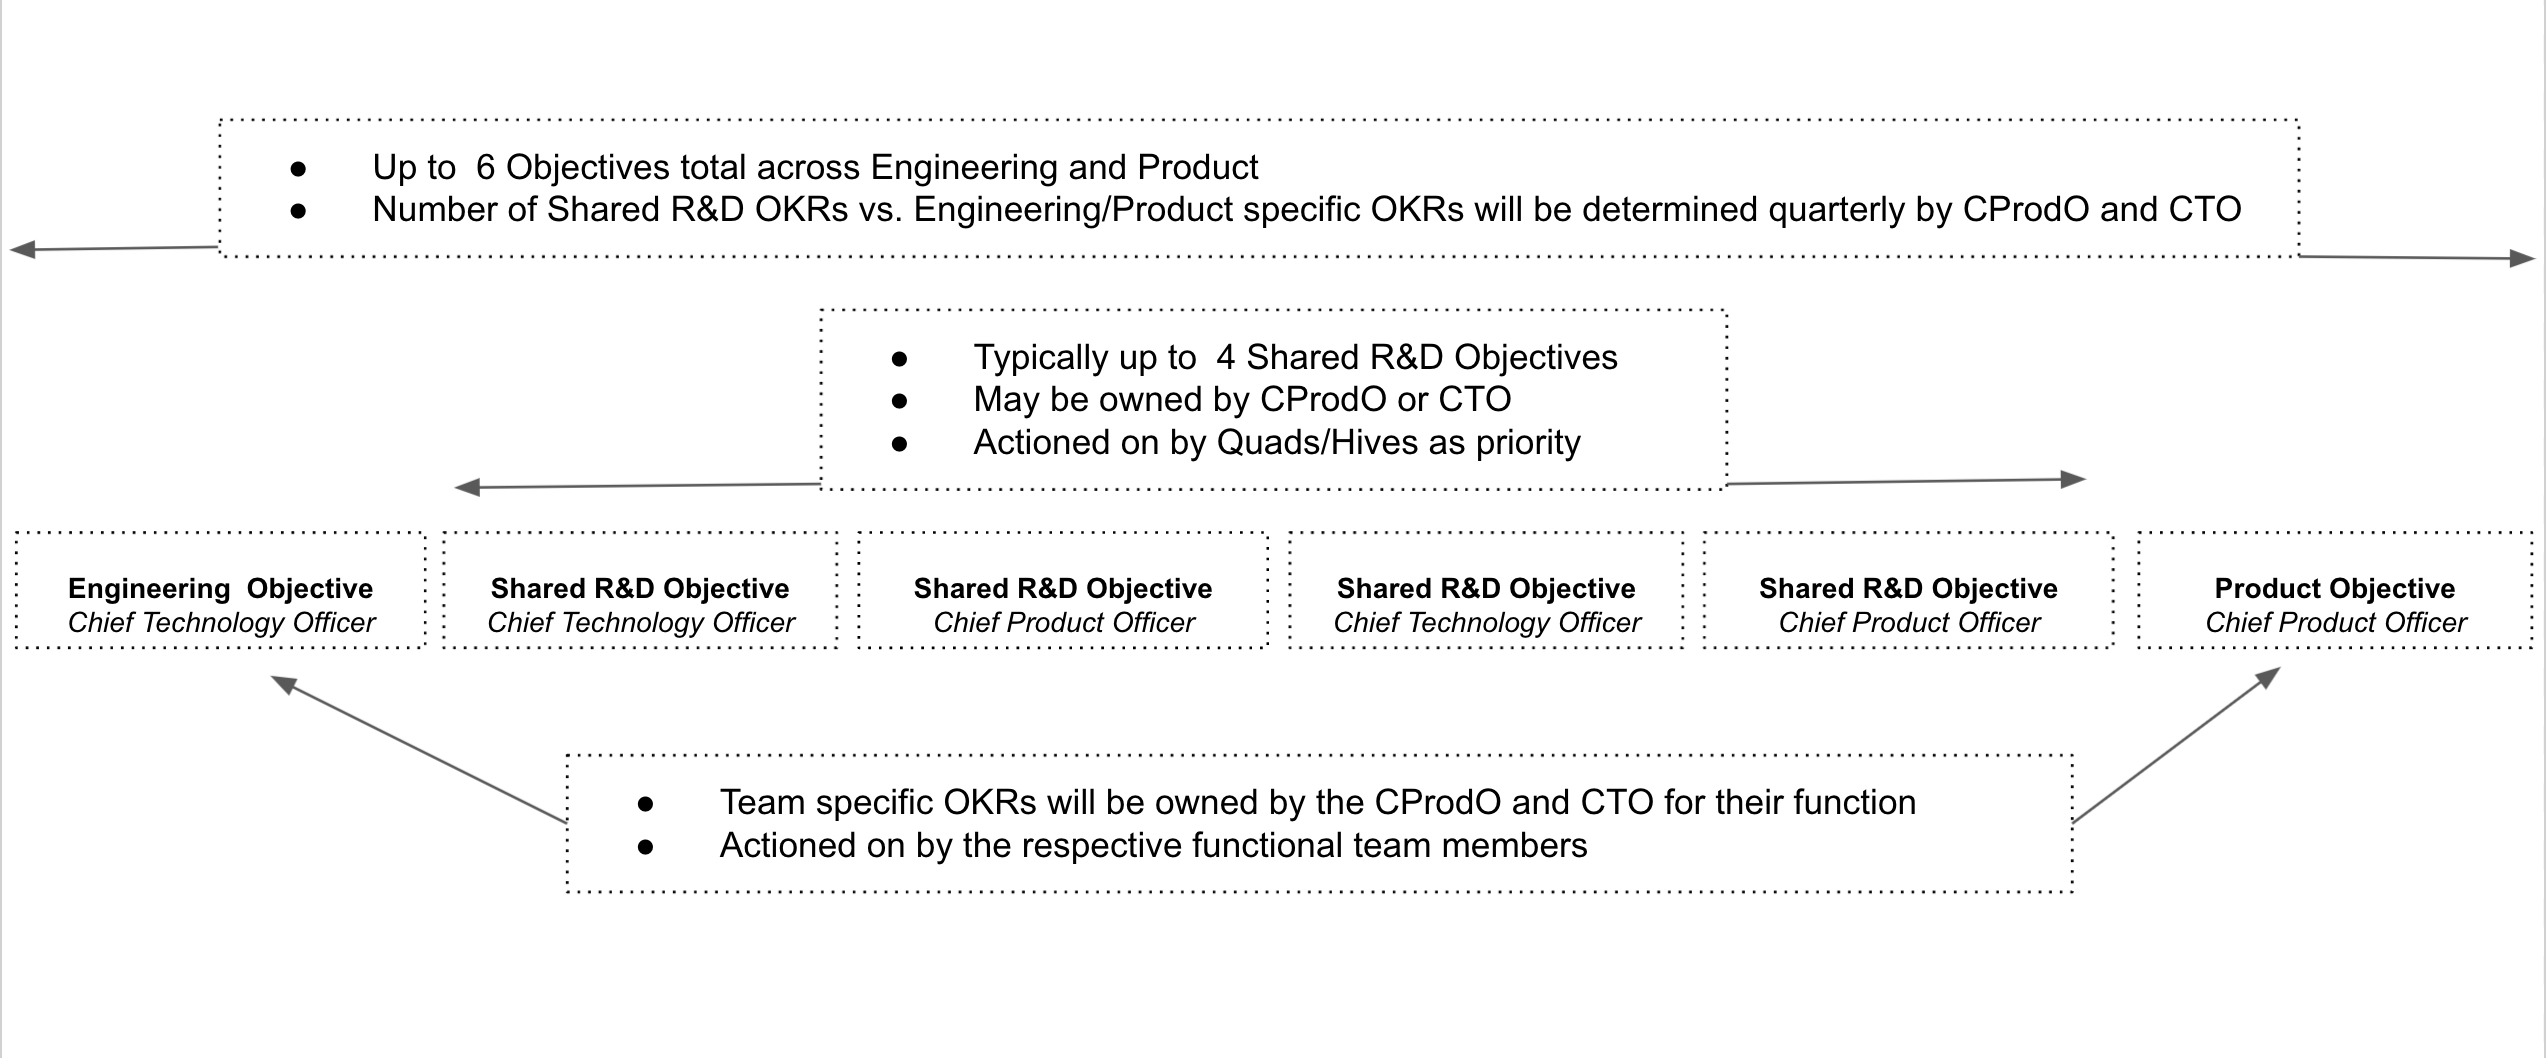 ● Up to  6 Objectives total across Engineering and Product
● Number of Shared R&D OKRs vs. Engineering/Product specific OKRs will be determined quarterly by CProdO and CTO
● Typically up to  4 Shared R&D Objectives
● May be owned by CProdO or CTO
● Actioned on by Quads/Hives as priority
Engineering  Objective
Chief Technology Officer
Shared R&D Objective
Chief Technology Officer
Shared R&D Objective
Chief Product Officer
Shared R&D Objective
Chief Technology Officer
Shared R&D Objective
Chief Product Officer
Product Objective
Chief Product Officer
● Team specific OKRs will be owned by the CProdO and CTO for their function
● Actioned on by the respective functional team members